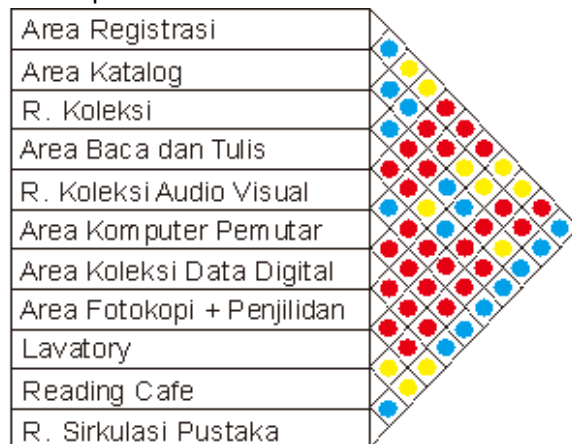 Area Registrasi
Area Katalog
R. Koleksi
Area Baca dan Tulis
R. Koleksi Audio Visual
Area Komputer Pemutar
Area Koleksi Data Digital
Area Fotokopi + Penjilidan
Lavatory
Reading Cafe
R. Sirkulasi Pustaka